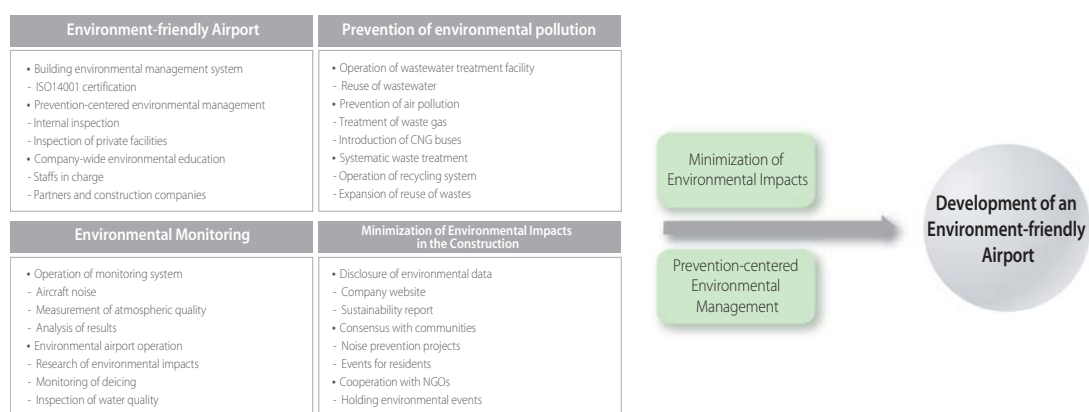 Environment-friendly Airport
• Building environmental management system
- ISO14001 certification
• Prevention-centered environmental management
- Internal inspection
- Inspection of private facilities
• Company-wide environmental education
- Staffs in charge
- Partners and construction companies
Prevention of environmental pollution
• Operation of wastewater treatment facility
- Reuse of wastewater
• Prevention of air pollution
- Treatment of waste gas
- Introduction of CNG buses
• Systematic waste treatment
- Operation of recycling system
- Expansion of reuse of wastes
Environmental Monitoring
• Operation of monitoring system
- Aircraft noise
- Measurement of atmospheric quality
- Analysis of results
• Environmental airport operation
- Research of environmental impacts
- Monitoring of deicing
- Inspection of water quality
Minimization of Environmental Impacts
in the Construction
• Disclosure of environmental data
- Company website
- Sustainability report
• Consensus with communities
- Noise prevention projects
- Events for residents
• Cooperation with NGOs
- Holding environmental events
Minimization of
Environmental Impacts
Prevention-centered
Environmental
Management
Development of an
Environment-friendly
Airport